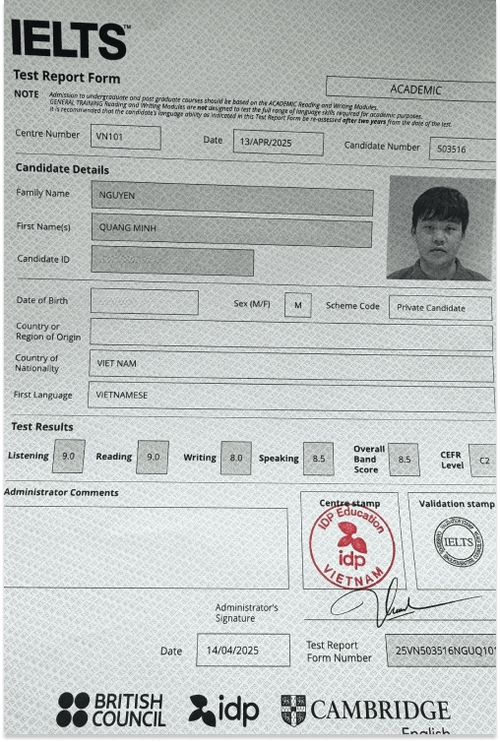 IELTS™
Test Report Form
ACADEMIC
NOTE Admission to undergraduate and post graduate courses should be based on the ACADEMIC Reading and Writing Modules.
GENERAL TRAINING Reading and Writing Modules are not designed to test the full range of language skills required for academic purposes.
It is recommended that the candidate's language ability as indicated in this Test Report Form be re-assessed after two years from the date of the test.
Centre Number VN101 Date 13/APR/2025 Candidate Number 503516
Candidate Details
Family Name NGUYEN
First Name(s) QUANG MINH
Candidate ID
Date of Birth Sex (M/F) M Scheme Code Private Candidate
Country or
Region of Origin
Country of
Nationality VIET NAM
First Language VIETNAMESE
Test Results
Listening 9.0 Reading 9.0 Writing 8.0 Speaking 8.5 Overall Band Score 8.5 CEFR Level C2
Administrator Comments
Centre stamp
Validation stamp
IDP Education
idp
VIETNAM
IELTS
Administrator's
Signature
Date 14/04/2025
Test Report
Form Number 25VN503516NGUQ101
BRITISH
COUNCIL
idp
CAMBRIDGE
English